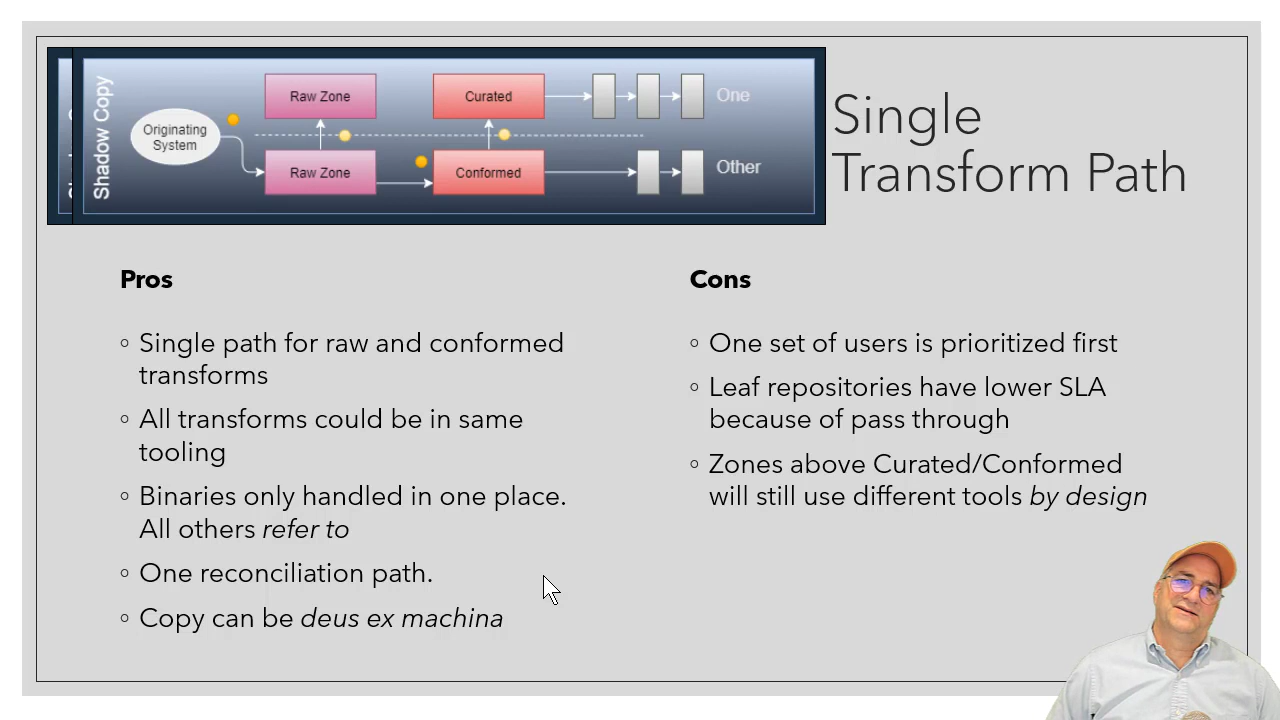 Shadow Copy
Originating
System
Raw Zone
Curated
One
Raw Zone
Conformed
Other
Single
Transform Path
Pros
Single path for raw and conformed
transforms
All transforms could be in same
tooling
Binaries only handled in one place.
All others refer to
One reconciliation path.
Copy can be deus ex machina
Cons
One set of users is prioritized first
Leaf repositories have lower SLA
because of pass through
Zones above Curated/Conformed
will still use different tools by design